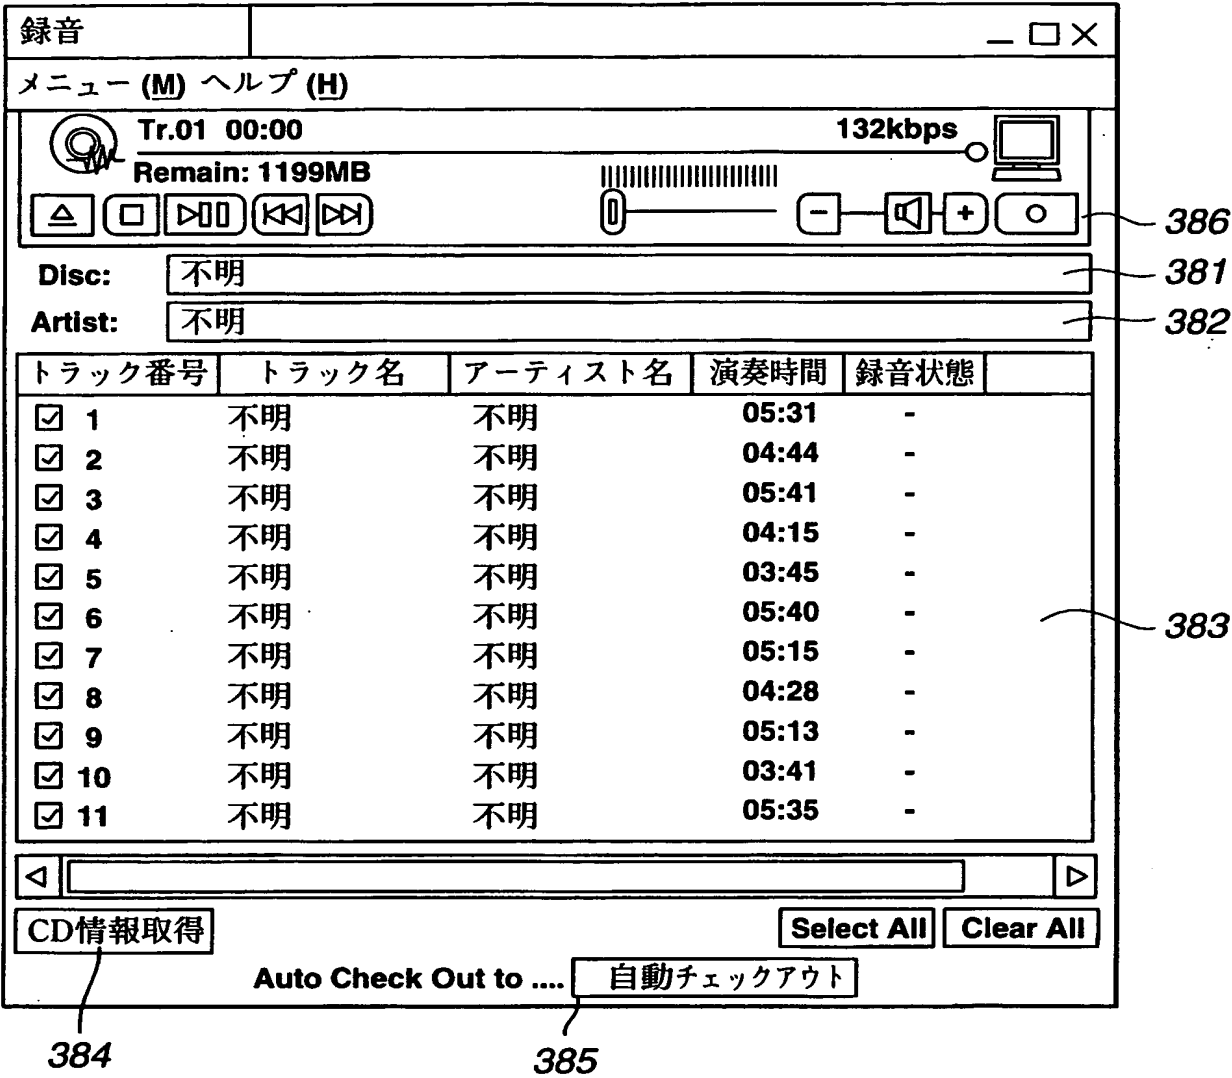 録音
メニュー (M) ヘルプ (H)
Tr.01 00:00 132kbps
Remain: 1199MB
386
Disc: 不明 381
Artist: 不明 382
トラック番号 トラック名 アーティスト名 演奏時間 録音状態
1 不明 不明 05:31 -
2 不明 不明 04:44 -
3 不明 不明 05:41 -
4 不明 不明 04:15 -
5 不明 不明 03:45 -
6 不明 不明 05:40 -
383
7 不明 不明 05:15 -
8 不明 不明 04:28 -
9 不明 不明 05:13 -
10 不明 不明 03:41 -
11 不明 不明 05:35 -
CD情報取得 Select All Clear All
Auto Check Out to .... 自動チェックアウト
384 385